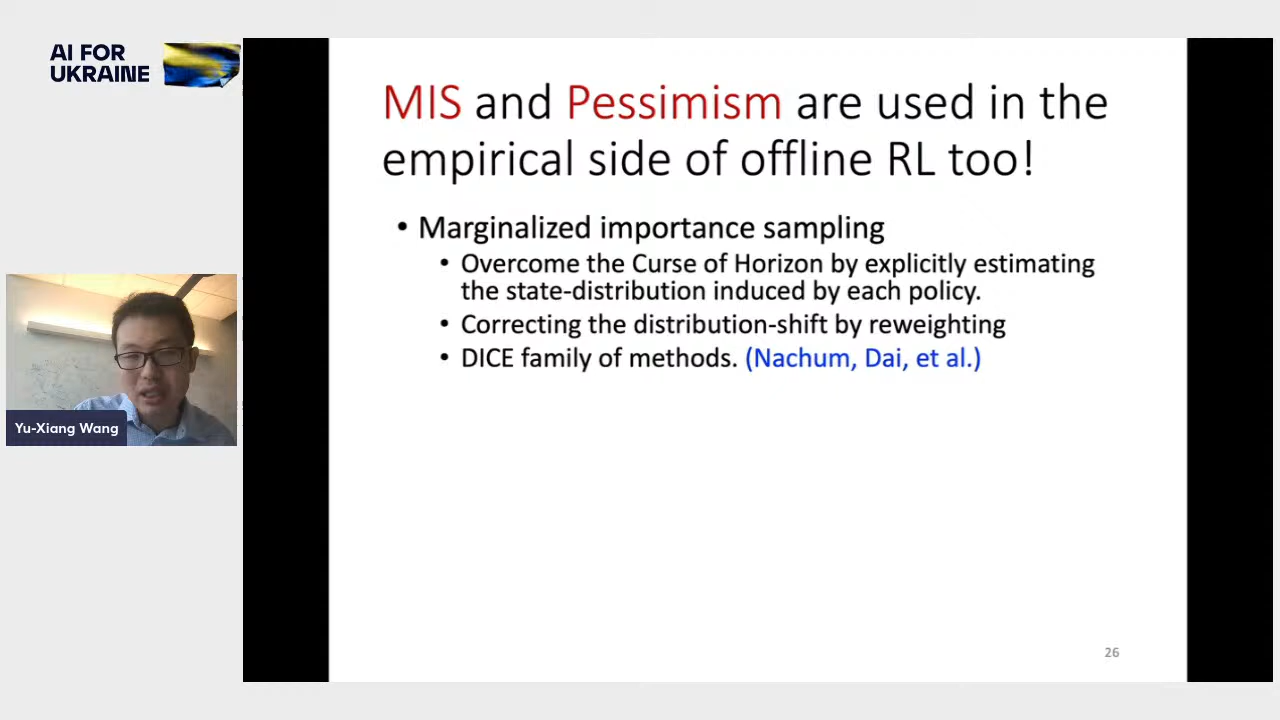 AI FOR
UKRAINE
MIS and Pessimism are used in the
empirical side of offline RL too!
• Marginalized importance sampling
• Overcome the Curse of Horizon by explicitly estimating
the state-distribution induced by each policy.
• Correcting the distribution-shift by reweighting
• DICE family of methods. (Nachum, Dai, et al.)
Yu-Xiang Wang
26